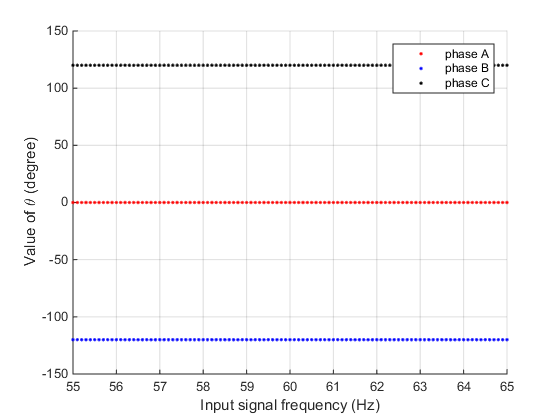 150
100
50
0
-50
-100
-150
Value of θ (degree)
phase A
phase B
phase C
55 56 57 58 59 60 61 62 63 64 65
Input signal frequency (Hz)